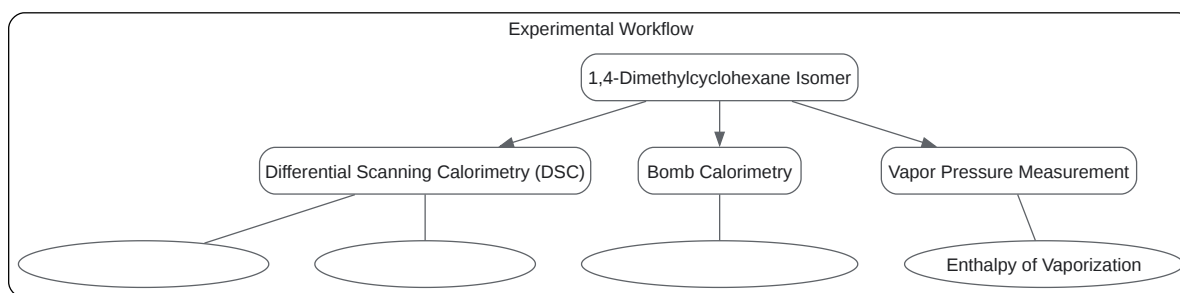 Experimental Workflow
1,4-Dimethylcyclohexane Isomer
Differential Scanning Calorimetry (DSC)
Bomb Calorimetry
Vapor Pressure Measurement
Enthalpy of Vaporization